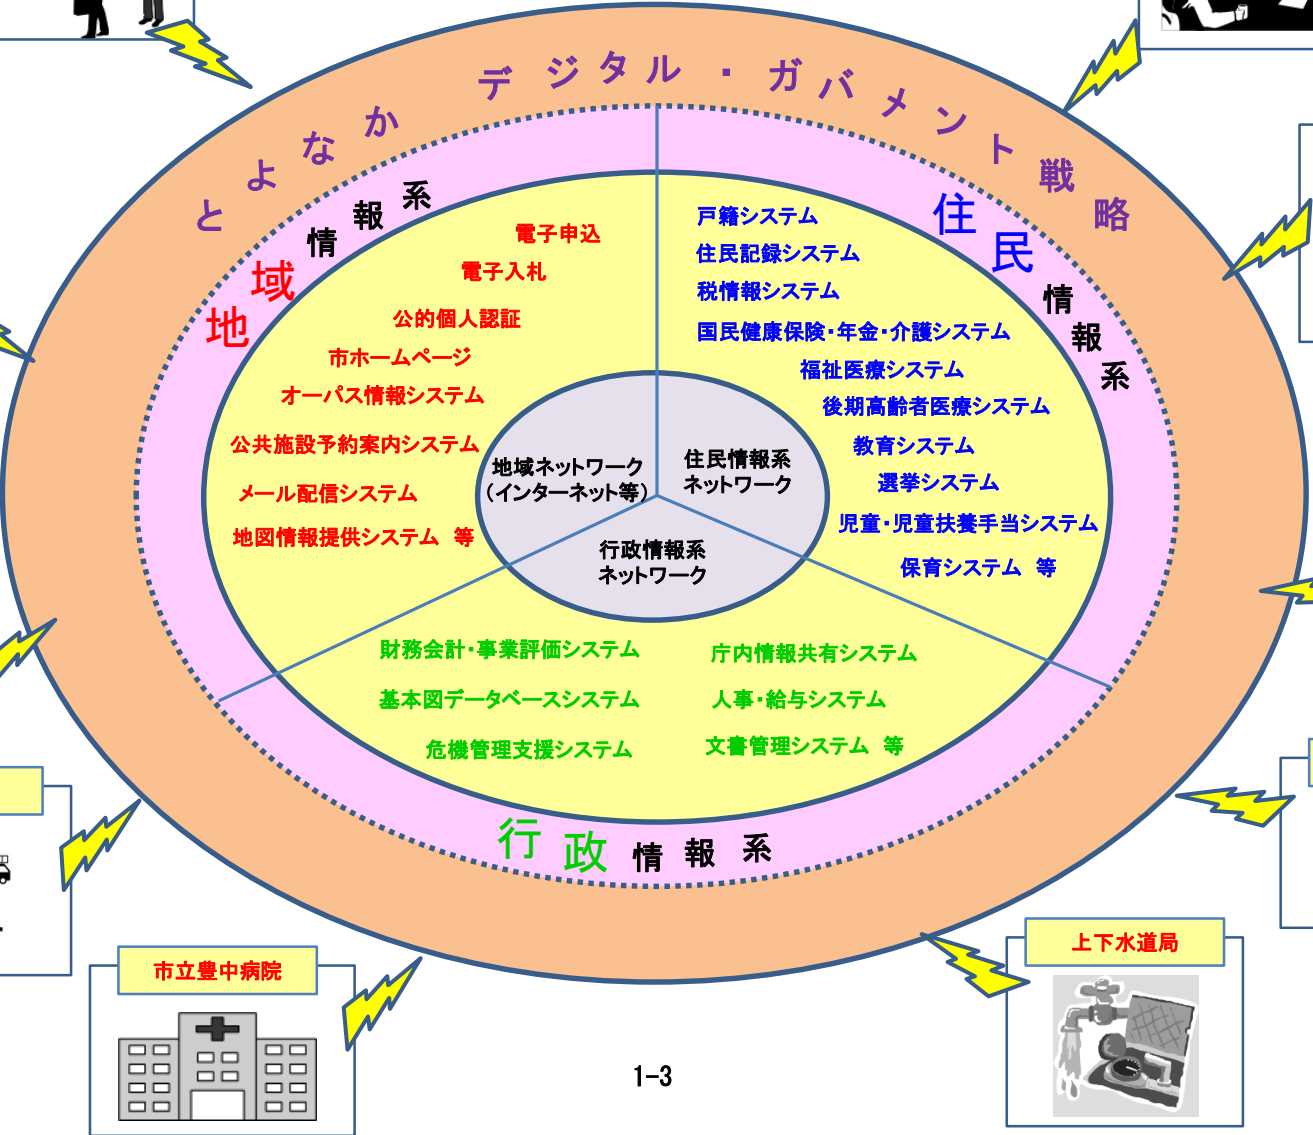 とよなか デジタル・ガバメント戦略
地域情報系
電子申込
電子入札
公的個人認証
市ホームページ
オーパス情報システム
公共施設予約案内システム
メール配信システム
地図情報提供システム 等
住民情報系
戸籍システム
住民記録システム
税情報システム
国民健康保険・年金・介護システム
福祉医療システム
後期高齢者医療システム
教育システム
選挙システム
児童・児童扶養手当システム
保育システム 等
地域ネットワーク
(インターネット等)
住民情報系
ネットワーク
行政情報系
ネットワーク
財務会計・事業評価システム
基本図データベースシステム
危機管理支援システム
庁内情報共有システム
人事・給与システム
文書管理システム 等
行政情報系
市立豊中病院
上下水道局
1-3